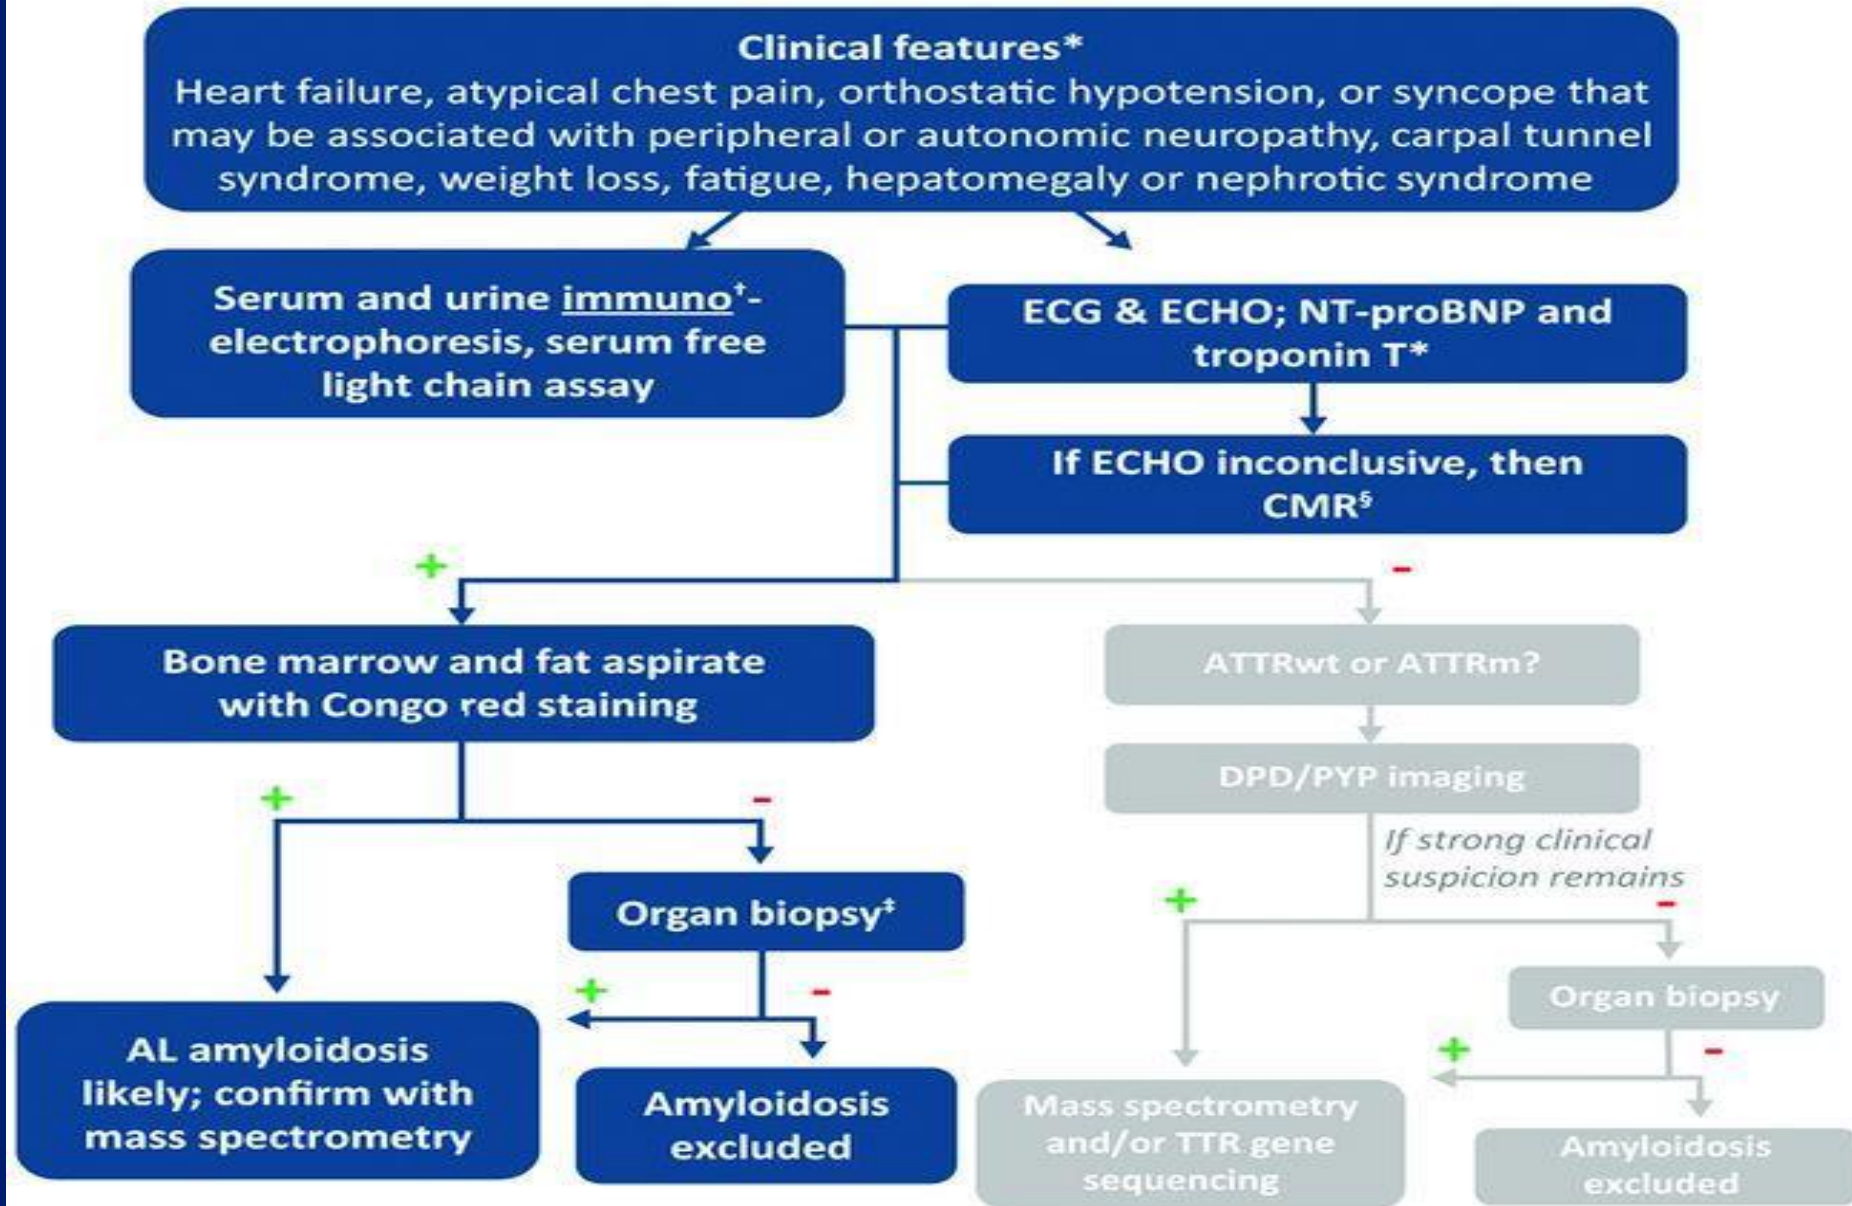 Clinical features*
Heart failure, atypical chest pain, orthostatic hypotension, or syncope that
may be associated with peripheral or autonomic neuropathy, carpal tunnel
syndrome, weight loss, fatigue, hepatomegaly or nephrotic syndrome
Serum and urine immuno†-
electrophoresis, serum free
light chain assay
ECG & ECHO; NT-proBNP and
troponin T*
If ECHO inconclusive, then
CMR§
+
-
Bone marrow and fat aspirate
with Congo red staining
ATTRwt or ATTRm?
DPD/PYP imaging
If strong clinical
suspicion remains
+
-
Organ biopsy‡
+
-
AL amyloidosis
likely; confirm with
mass spectrometry
Amyloidosis
excluded
+
-
Organ biopsy
+
-
Mass spectrometry
and/or TTR gene
sequencing
Amyloidosis
excluded